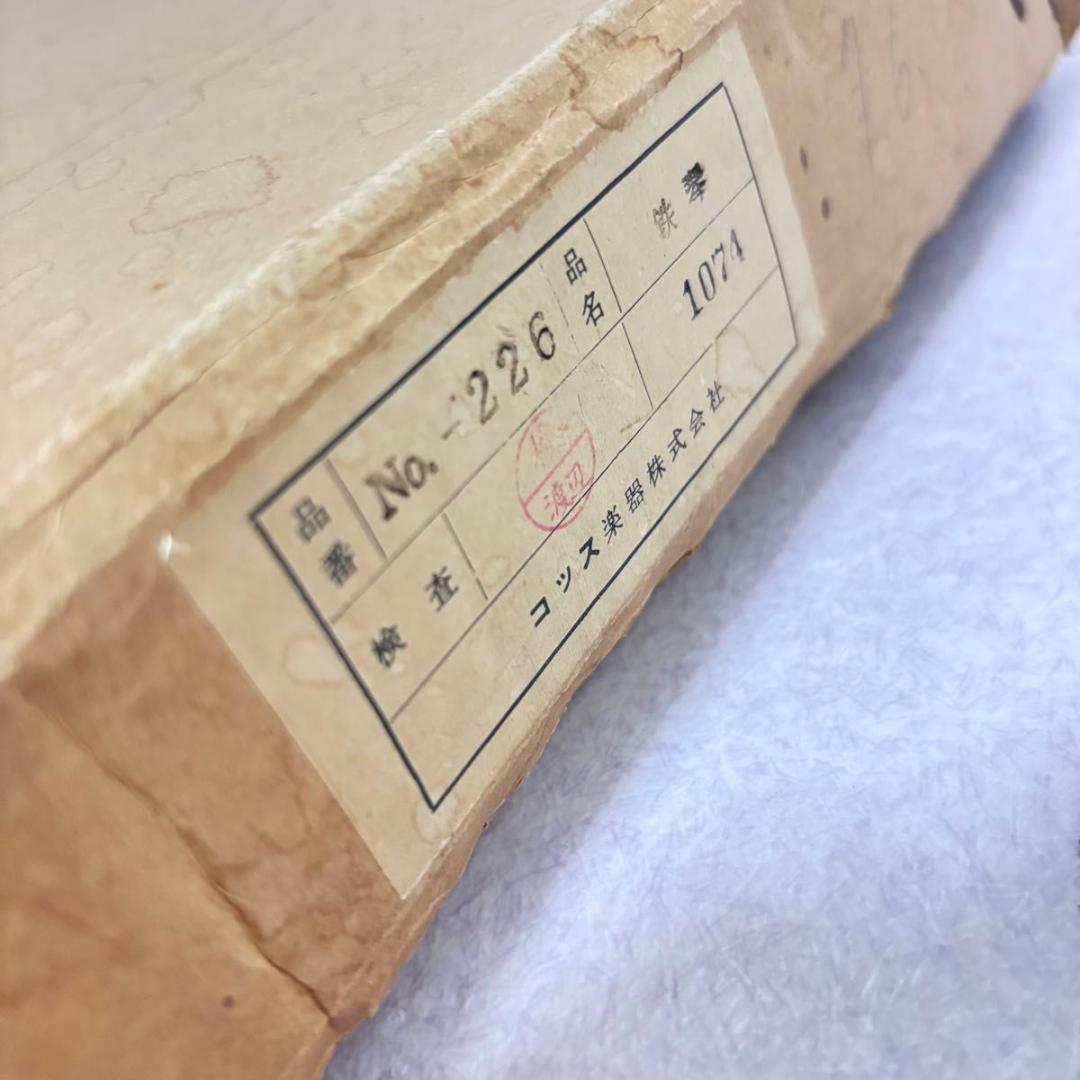 品番 No. -226 品名 鉄琴
検査 渡辺 1074
コッス楽器株式会社